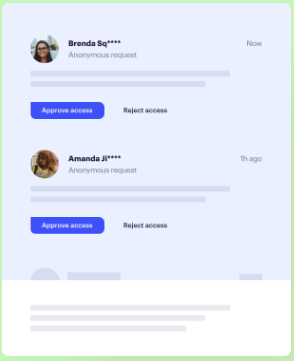 Brenda Sq****
Now
Anonymous request
Approve access
Reject access
Amanda Ji****
1h ago
Anonymous request
Approve access
Reject access